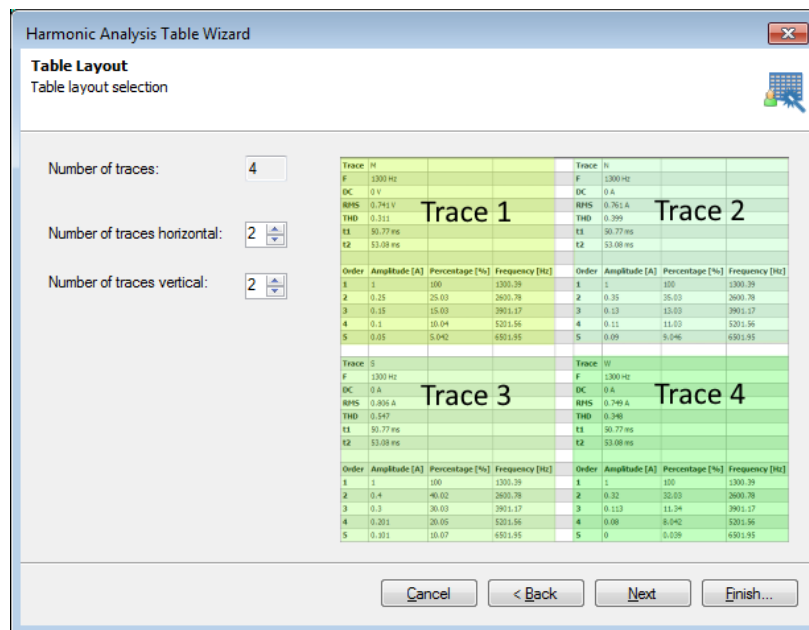 Harmonic Analysis Table Wizard
Table Layout
Table layout selection
Number of traces: 4
Number of traces horizontal: 2
Number of traces vertical: 2
Trace M Trace N
F 1300 Hz F 1300 Hz
DC 0 V DC 0 A
RMS 0.741 V Trace 1 RMS 0.761 A Trace 2
THD 0.311 THD 0.399
t1 50.77 ms t1 50.77 ms
t2 53.08 ms t2 53.08 ms
Order Amplitude [A] Percentage [%] Frequency [Hz] Order Amplitude [A] Percentage [%] Frequency [Hz]
1 1 100 1300.39 1 1 100 1300.39
2 0.25 25.03 2600.78 2 0.35 35.03 2600.78
3 0.15 15.03 3901.17 3 0.13 13.03 3901.17
4 0.1 10.04 5201.56 4 0.11 11.03 5201.56
5 0.05 5.042 6501.95 5 0.09 9.046 6501.95
Trace S Trace W
F 1300 Hz F 1300 Hz
DC 0 A DC 0 A
RMS 0.806 A Trace 3 RMS 0.749 A Trace 4
THD 0.547 THD 0.348
t1 50.77 ms t1 50.77 ms
t2 53.08 ms t2 53.08 ms
Order Amplitude [A] Percentage [%] Frequency [Hz] Order Amplitude [A] Percentage [%] Frequency [Hz]
1 1 100 1300.39 1 1 100 1300.39
2 0.4 40.02 2600.78 2 0.32 32.03 2600.78
3 0.3 30.03 3901.17 3 0.113 11.34 3901.17
4 0.201 20.05 5201.56 4 0.08 8.042 5201.56
5 0.101 10.07 6501.95 5 0 0.039 6501.95
Cancel < Back Next Finish...